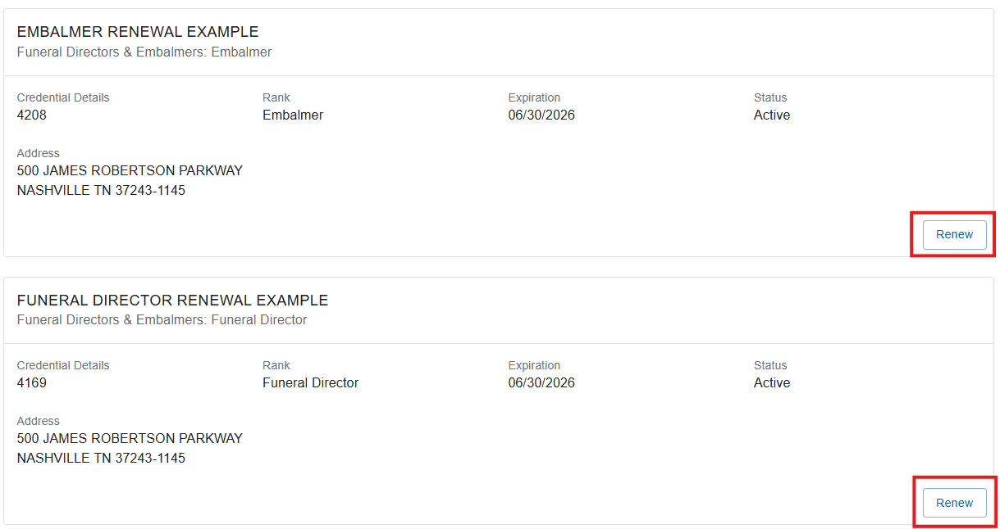 EMBALMER RENEWAL EXAMPLE
Funeral Directors & Embalmers: Embalmer
Credential Details Rank Expiration Status
4208 Embalmer 06/30/2026 Active
Address
500 JAMES ROBERTSON PARKWAY
NASHVILLE TN 37243-1145
Renew
FUNERAL DIRECTOR RENEWAL EXAMPLE
Funeral Directors & Embalmers: Funeral Director
Credential Details Rank Expiration Status
4169 Funeral Director 06/30/2026 Active
Address
500 JAMES ROBERTSON PARKWAY
NASHVILLE TN 37243-1145
Renew